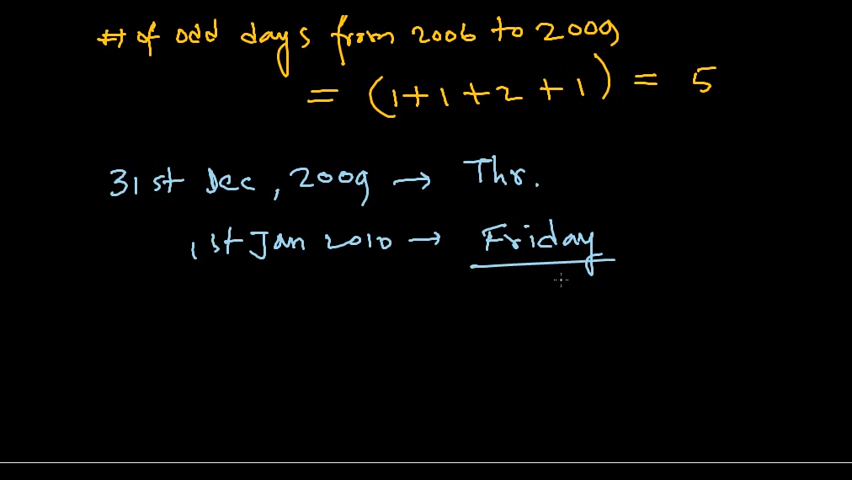 # of odd days from 2006 to 2009
= (1+1+2+1) = 5
31st Dec, 2009 → Thr.
1st Jan 2010 → Friday